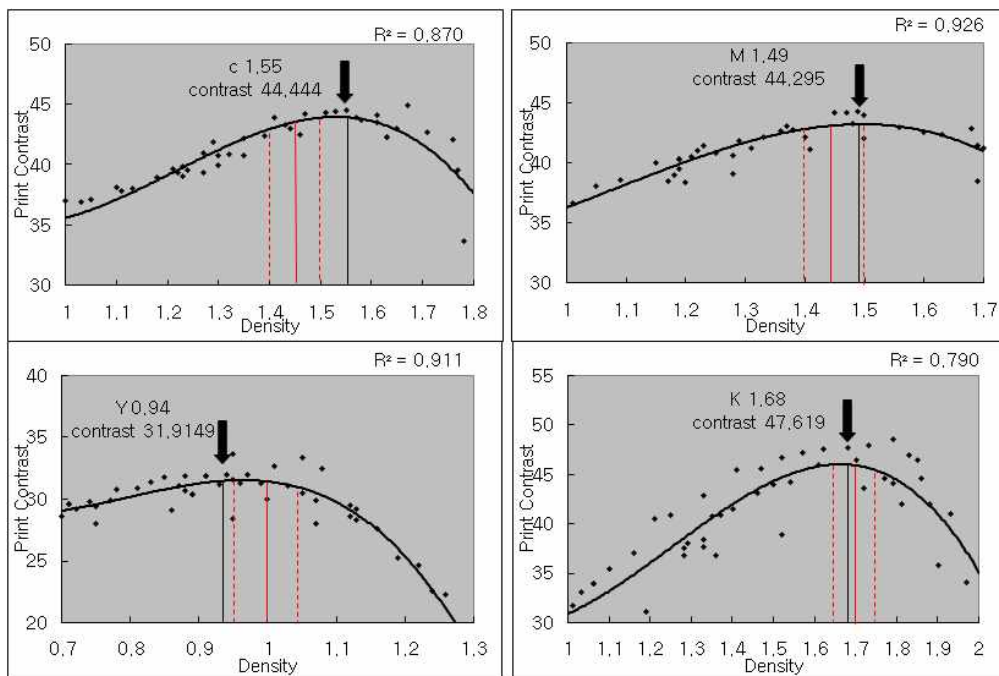 R² = 0,870
50
45
40
35
30
Print Contrast
c 1,55
contrast 44,444
1 1,1 1,2 1,3 1,4 1,5 1,6 1,7 1,8
Density
R² = 0,926
50
45
40
35
30
Print Contrast
M 1,49
contrast 44,295
1 1,1 1,2 1,3 1,4 1,5 1,6 1,7
Density
R² = 0,911
40
35
30
25
20
Print Contrast
Y 0,94
contrast 31,9149
0,7 0,8 0,9 1 1,1 1,2 1,3
Density
R² = 0,790
55
50
45
40
35
30
Print Contrast
K 1,68
contrast 47,619
1 1,1 1,2 1,3 1,4 1,5 1,6 1,7 1,8 1,9 2
Density